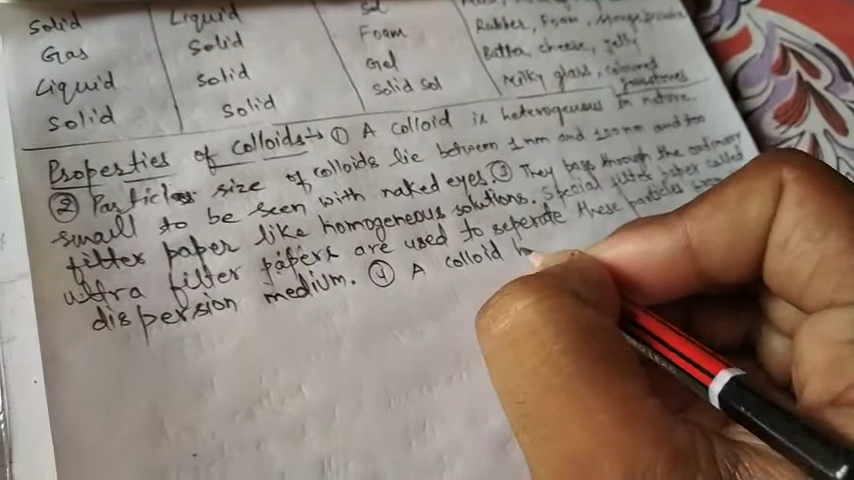 Solid Liquid Sol
Gas Solid Foam Rubber, Foam,
Liquid Solid Gel Butter, cheese, jelly
Solid Solid Solid Sol Milky glass, coloured gemstones
Properties of Colloids:→ ① A colloid is heterogenous in nature.
② Particles size of colloids lie between 1nm and 100nm and too
small to be seen with naked eyes ③ They pass through the ordinary
filter paper like homogeneous solutions. Special filter paper called
ultra filter papers are used to seperate these particles from
dispersion medium. ④ A colloid